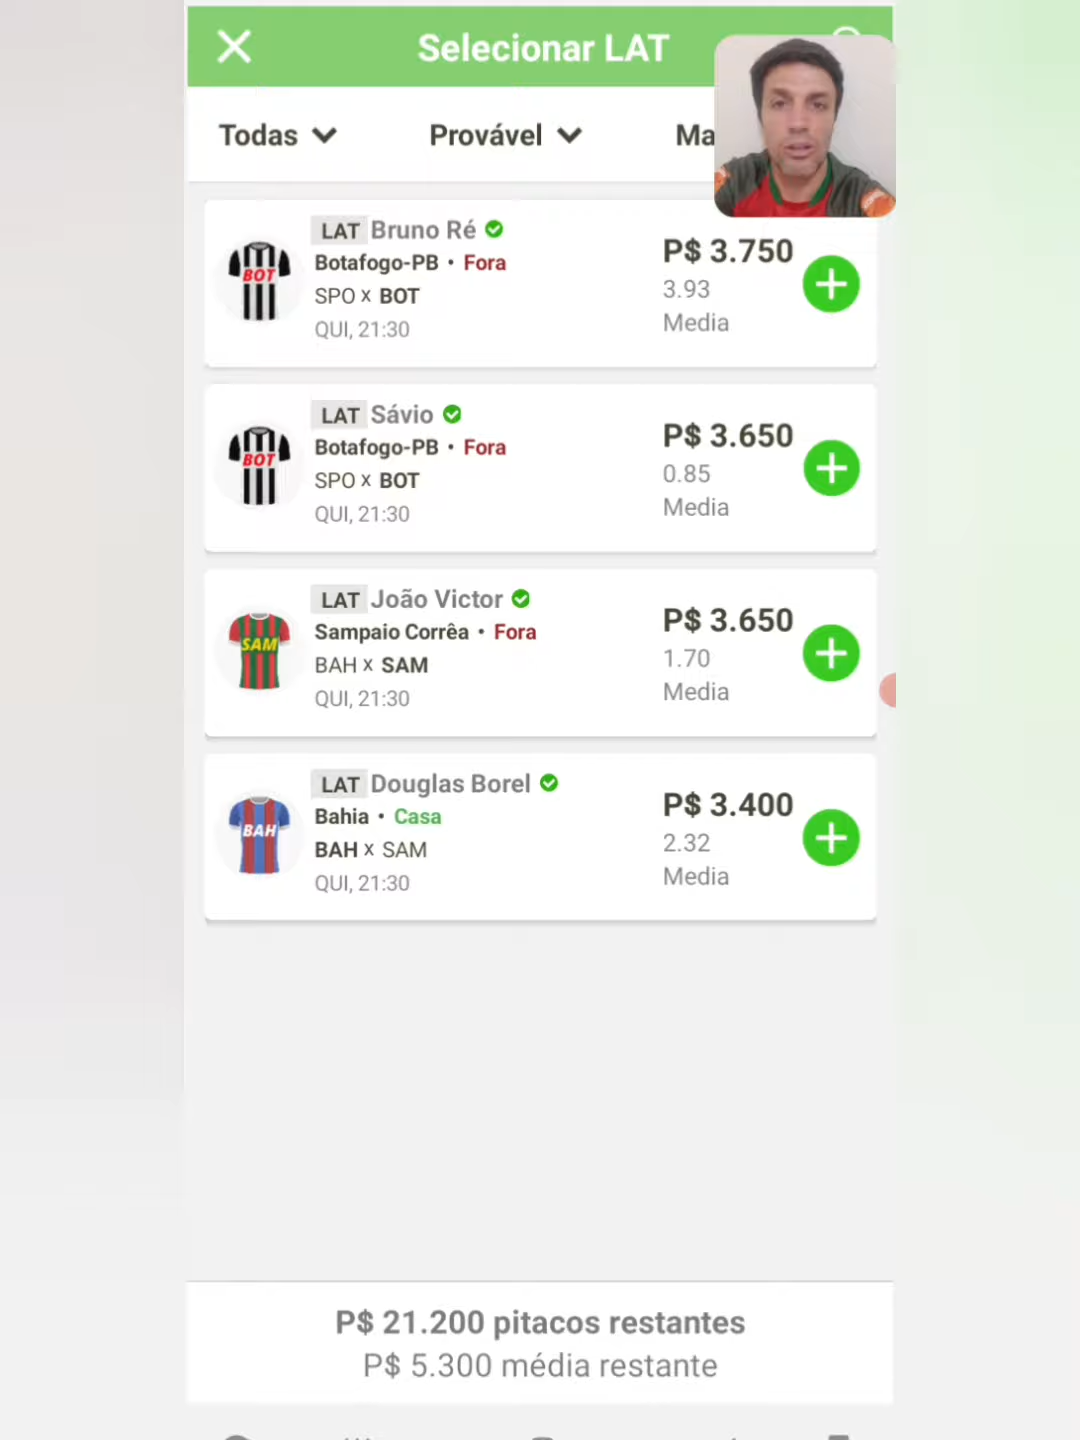 Selecionar LAT
Todas
Provável
Ma
LAT Bruno Ré
Botafogo-PB • Fora
SPO x BOT
QUI, 21:30
P$ 3.750
3.93
Media
BOT
LAT Sávio
Botafogo-PB • Fora
SPO x BOT
QUI, 21:30
P$ 3.650
0.85
Media
BOT
LAT João Victor
Sampaio Corrêa • Fora
BAH x SAM
QUI, 21:30
P$ 3.650
1.70
Media
SAM
LAT Douglas Borel
Bahia • Casa
BAH x SAM
QUI, 21:30
P$ 3.400
2.32
Media
BAH
P$ 21.200 pitacos restantes
P$ 5.300 média restante